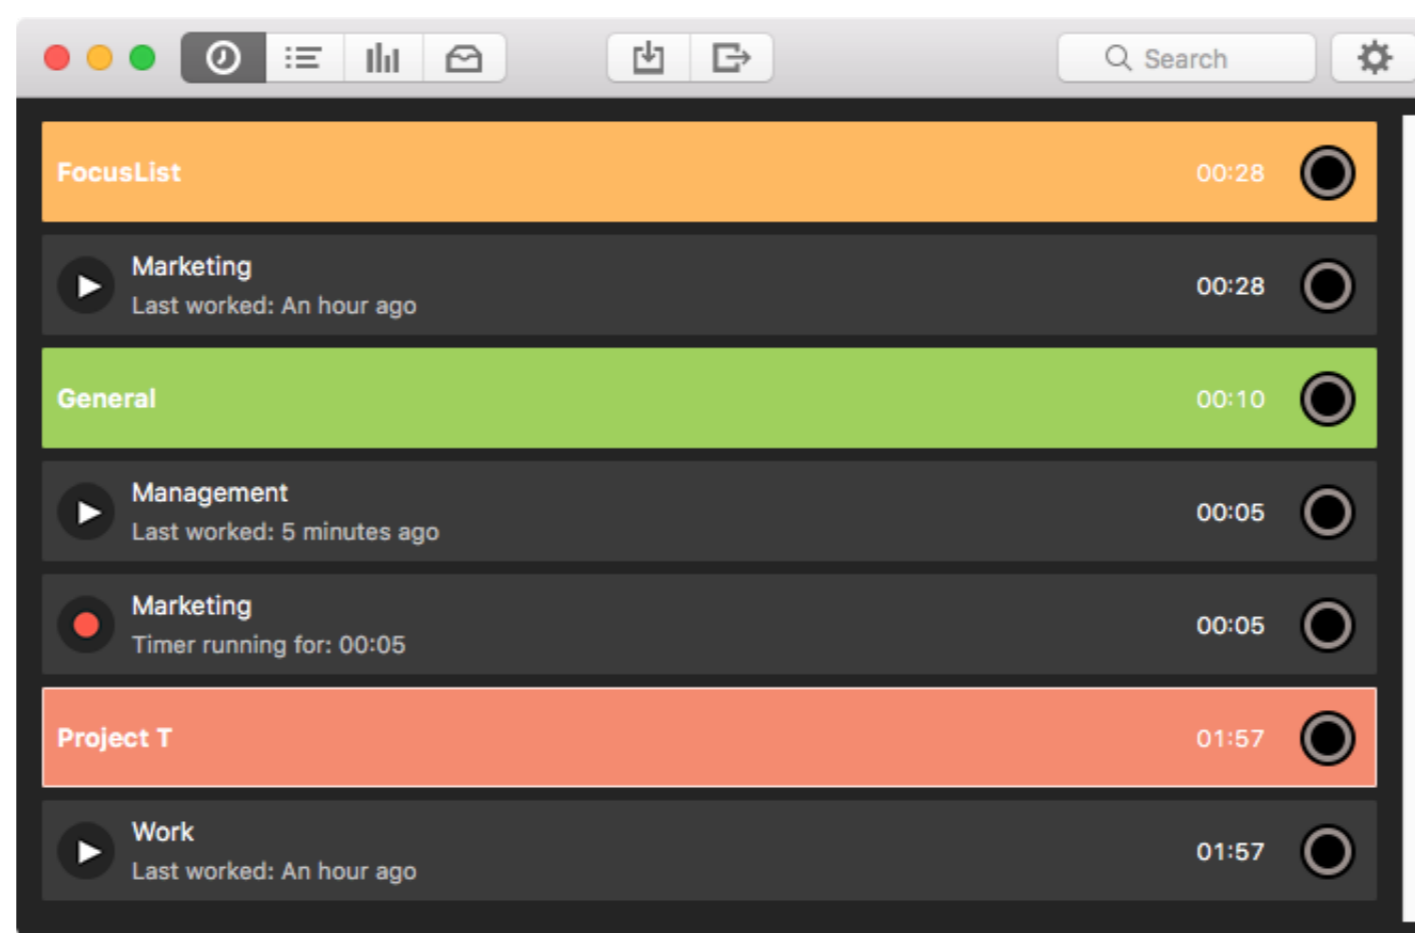 Search
FocusList 00:28
Marketing
Last worked: An hour ago
00:28
General 00:10
Management
Last worked: 5 minutes ago
00:05
Marketing
Timer running for: 00:05
00:05
Project T 01:57
Work
Last worked: An hour ago
01:57